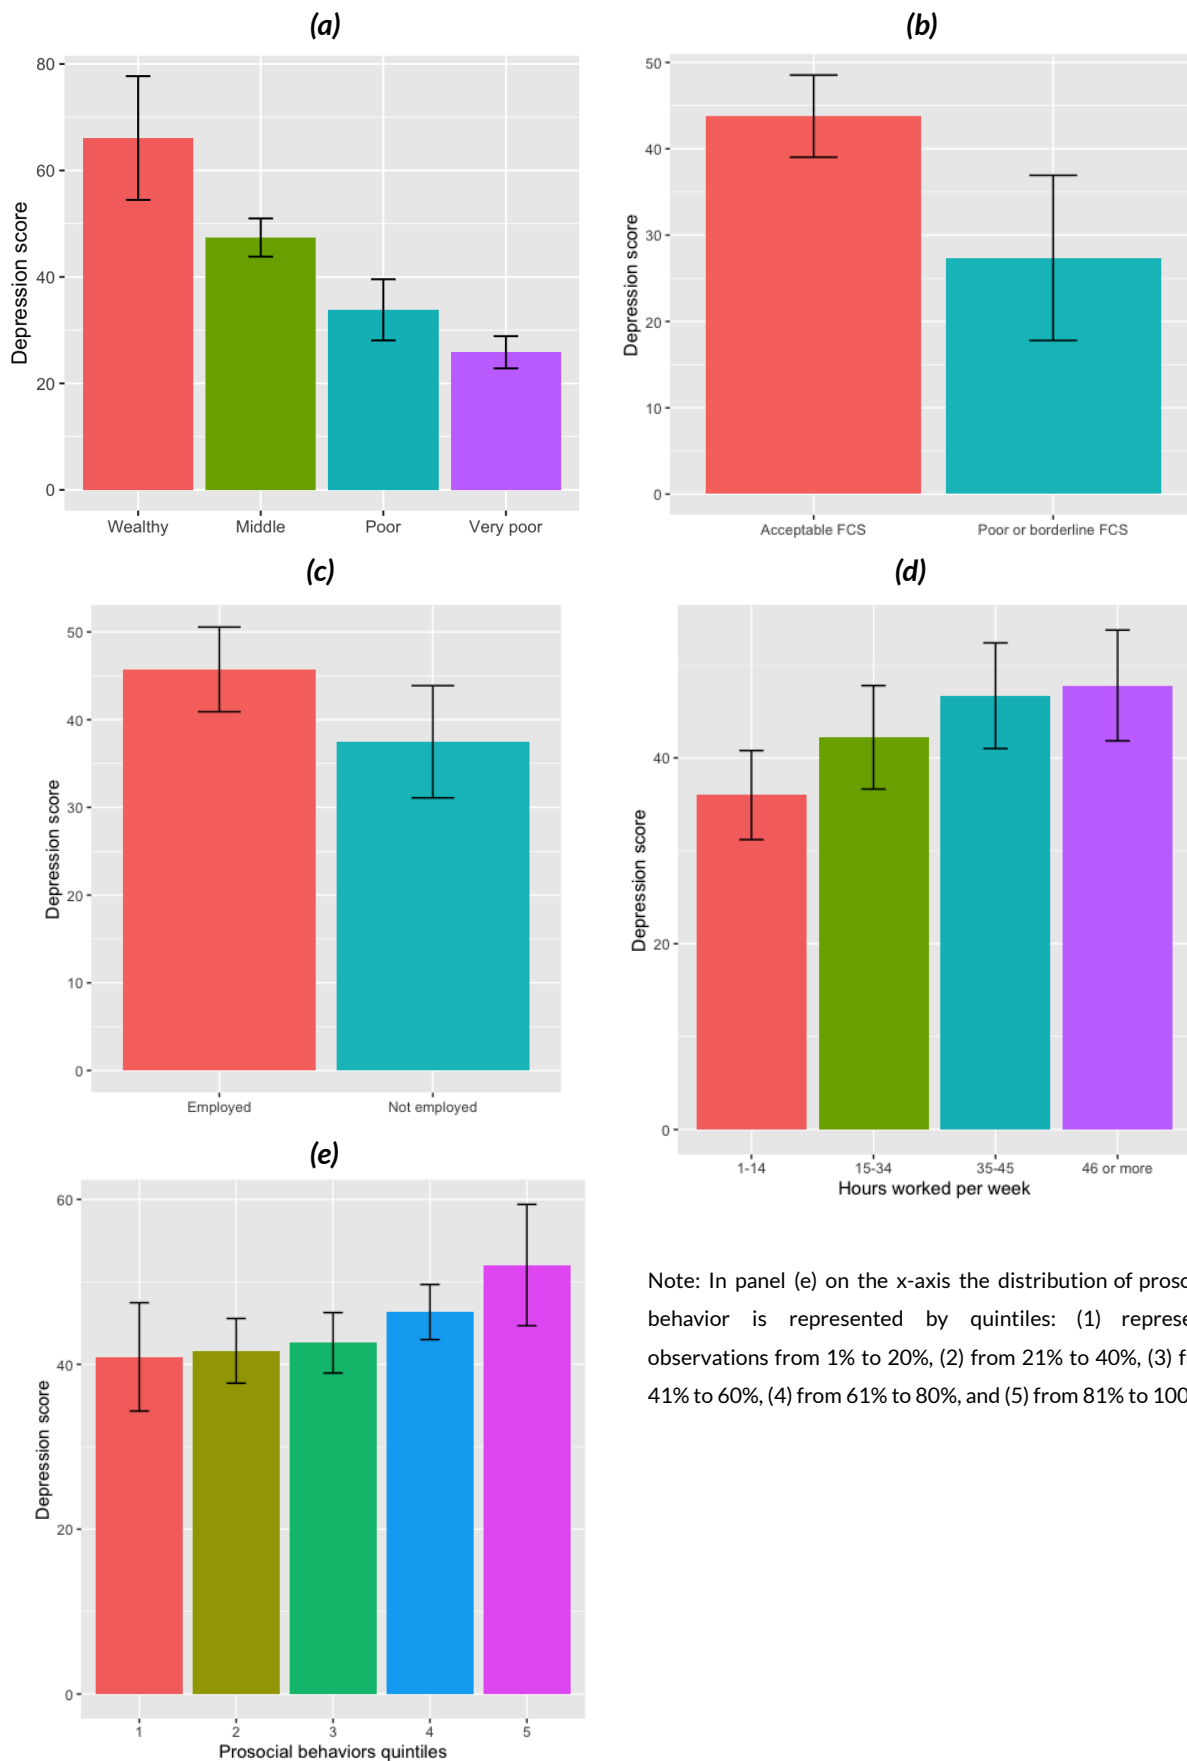 (a)
80
60
40
20
0
Depression score
Wealthy Middle Poor Very poor
(b)
50
40
30
20
10
0
Depression score
Acceptable FCS Poor or borderline FCS
(c)
50
40
30
20
10
0
Depression score
Employed Not employed
(d)
40
20
0
Depression score
1-14 15-34 35-45 46 or more
Hours worked per week
(e)
60
40
20
0
Depression score
1 2 3 4 5
Prosocial behaviors quintiles
Note: In panel (e) on the x-axis the distribution of
behavior is represented by quintiles: (1)
observations from 1% to 20%, (2) from 21% to 40%, (3)
41% to 60%, (4) from 61% to 80%, and (5) from 81% to 100